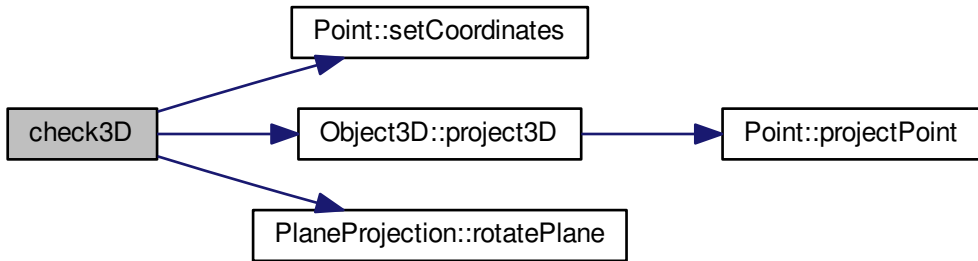 Point::setCoordinates
check3D
Object3D::project3D
Point::projectPoint
PlaneProjection::rotatePlane